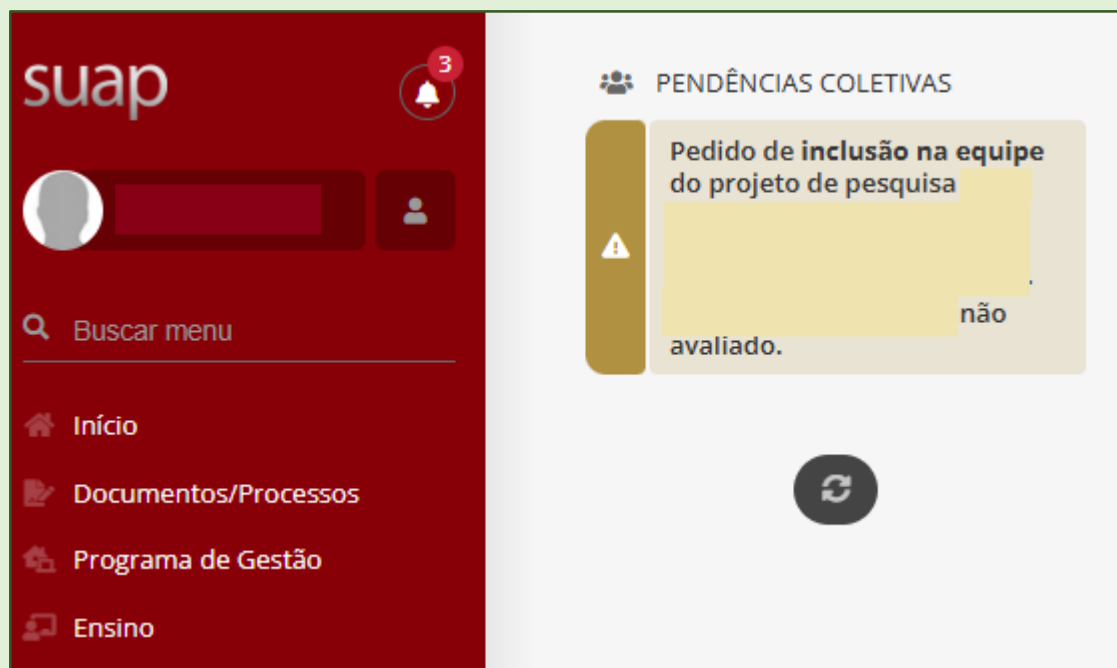 suap
3
Buscar menu
Início
Documentos/Processos
Programa de Gestão
Ensino
PENDÊNCIAS COLETIVAS
Pedido de inclusão na equipe
do projeto de pesquisa
.
não
avaliado.